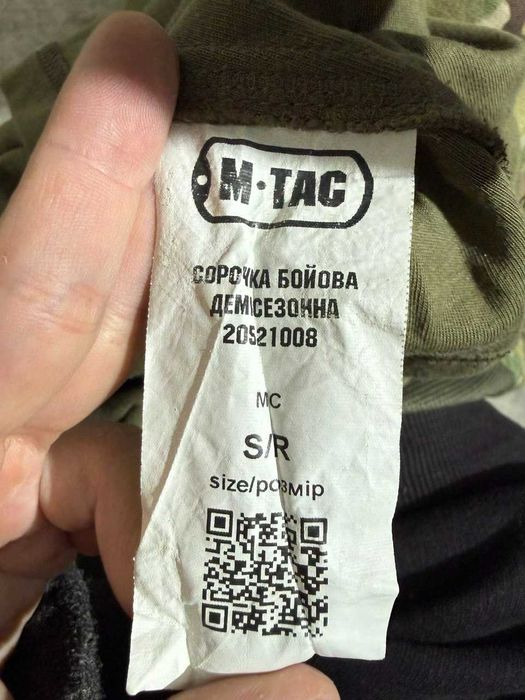 M·TAC
СОРОЧКА БОЙОВА
ДЕМІСЕЗОННА
20521008
MC
S/R
size/розмір